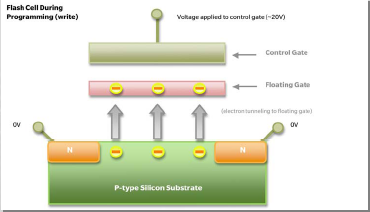 Flash Cell During
Programming (write)
Voltage applied to control gate (~20V)
Control Gate
Floating Gate
(electron tunneling to floating gate)
0V
0V
N
N
P-type Silicon Substrate